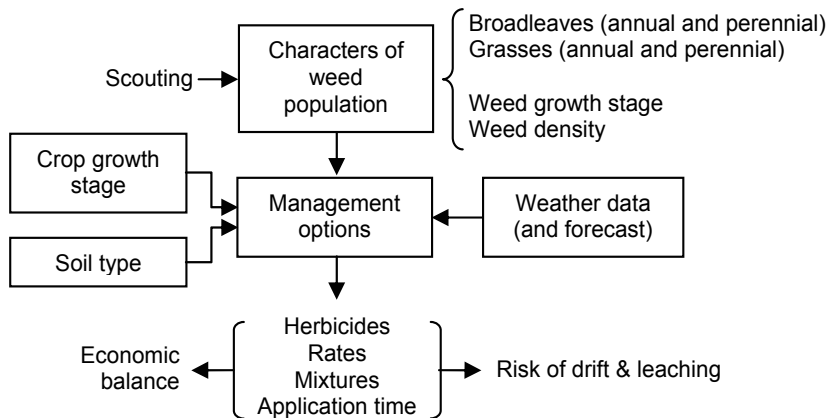 Broadleaves (annual and perennial)
Grasses (annual and perennial)
Characters of
weed
population
Scouting
Weed growth stage
Weed density
Crop growth
stage
Management
options
Weather data
(and forecast)
Soil type
Herbicides
Rates
Mixtures
Application time
Economic
balance
Risk of drift & leaching